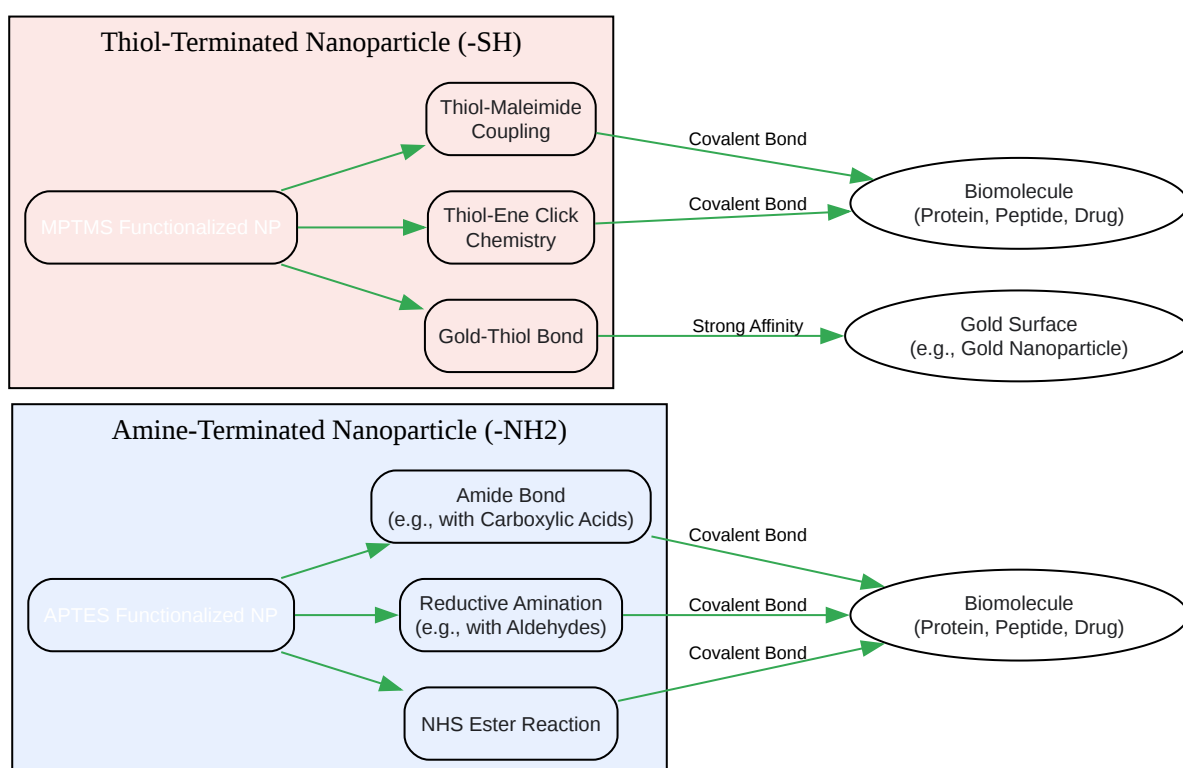 Thiol-Terminated Nanoparticle (-SH)
MPTMS Functionalized NP
Thiol-Maleimide
Coupling
Thiol-Ene Click
Chemistry
Gold-Thiol Bond
Covalent Bond
Covalent Bond
Strong Affinity
Biomolecule
(Protein, Peptide, Drug)
Gold Surface
(e.g., Gold Nanoparticle)
Amine-Terminated Nanoparticle (-NH2)
APTES Functionalized NP
Amide Bond
(e.g., with Carboxylic Acids)
Reductive Amination
(e.g., with Aldehydes)
NHS Ester Reaction
Covalent Bond
Covalent Bond
Covalent Bond
Biomolecule
(Protein, Peptide, Drug)